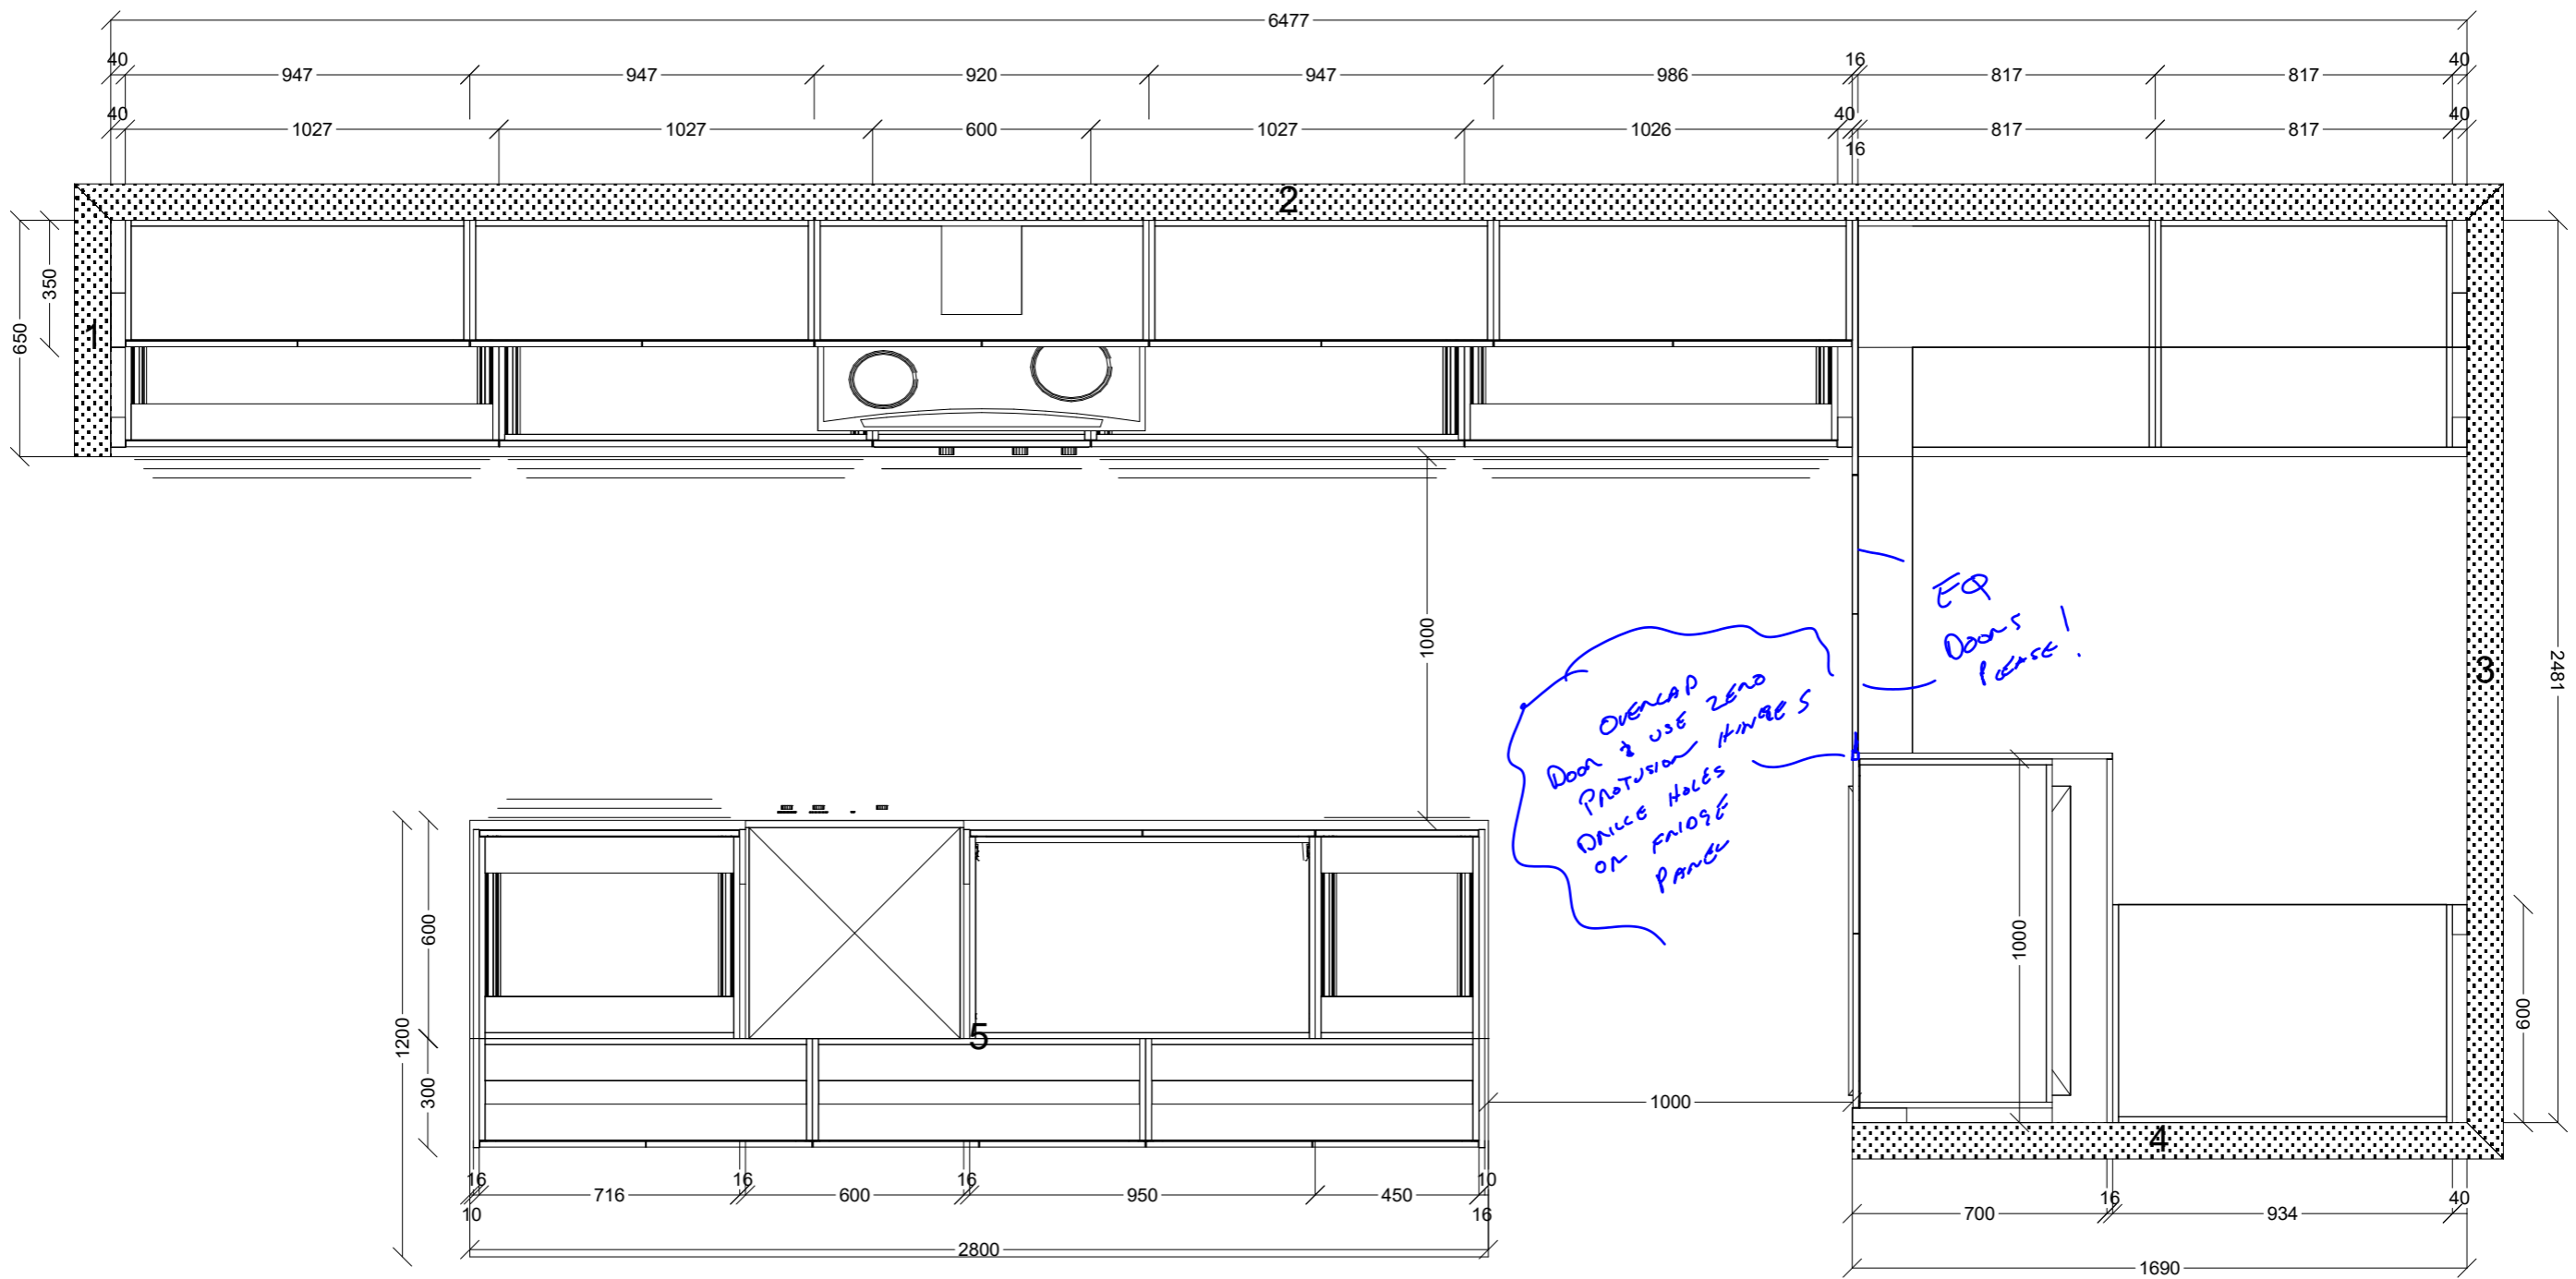 6477
40 947 947 920 947 986 16 817 817 40
40 1027 1027 600 1027 1026 40 16 817 817 40
2
350
650
1
3
2481
1000
EQ
DOORS
PLEASE!
OVERLAP
DOOR & USE ZERO
PROTUSION HINGES
DRILLE HOLES
ON FRIDGE
PANEL
600
1200
300
5
1000
1000
600
4
16 716 16 600 16 950 450 10
10 16
2800
700 16 934 40
1690